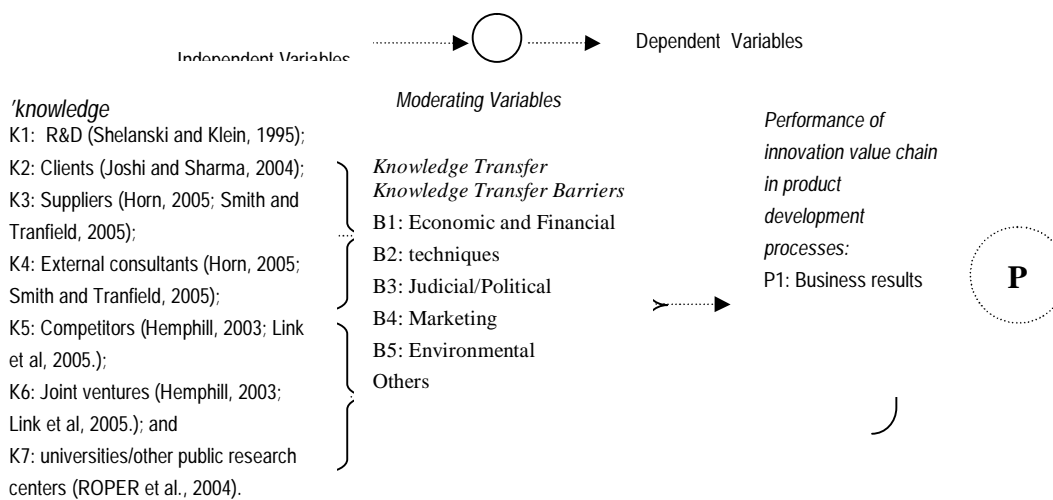 Independent Variables
Dependent Variables
'knowledge
K1: R&D (Shelanski and Klein, 1995);
K2: Clients (Joshi and Sharma, 2004);
K3: Suppliers (Horn, 2005; Smith and
Tranfield, 2005);
K4: External consultants (Horn, 2005;
Smith and Tranfield, 2005);
K5: Competitors (Hemphill, 2003; Link
et al, 2005.);
K6: Joint ventures (Hemphill, 2003;
Link et al, 2005.); and
K7: universities/other public research
centers (ROPER et al., 2004).
Moderating Variables
Knowledge Transfer
Knowledge Transfer Barriers
B1: Economic and Financial
B2: techniques
B3: Judicial/Political
B4: Marketing
B5: Environmental
Others
Performance of
innovation value chain
in product
development
processes:
P1: Business results
P